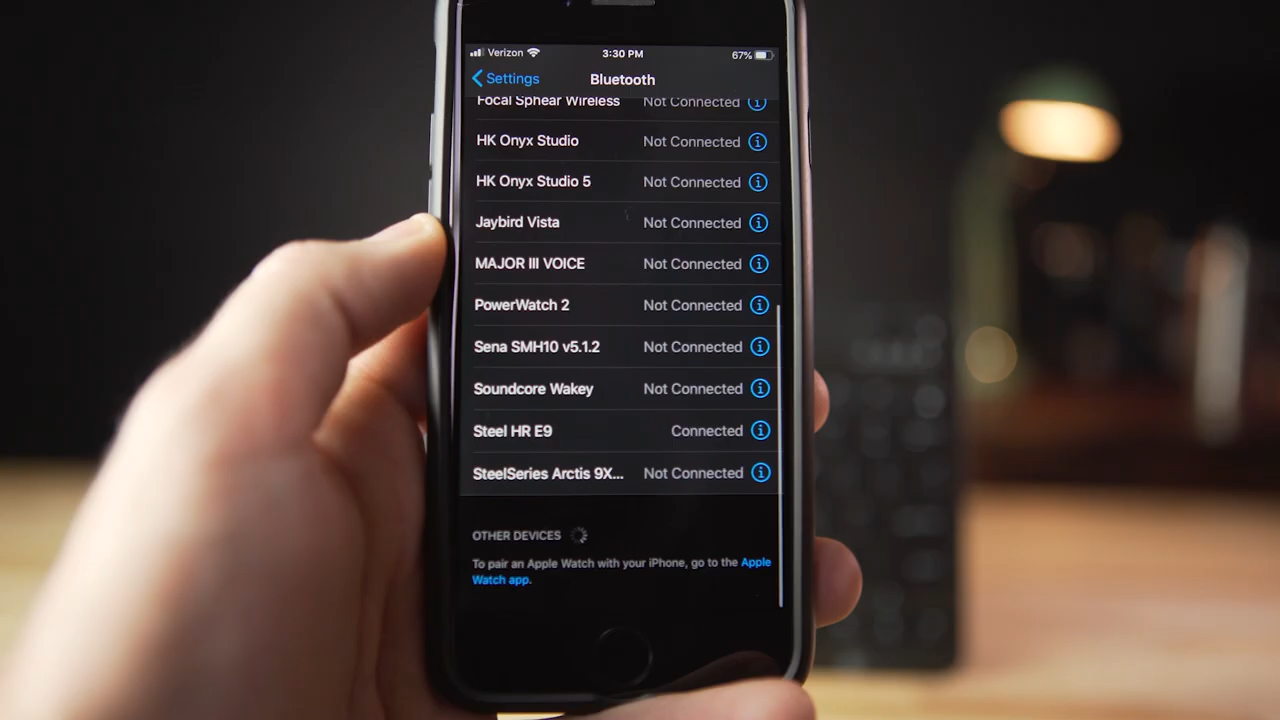 Verizon 3:30 PM 67%
Settings Bluetooth
Focal Sphear Wireless Not Connected
HK Onyx Studio Not Connected
HK Onyx Studio 5 Not Connected
Jaybird Vista Not Connected
MAJOR III VOICE Not Connected
PowerWatch 2 Not Connected
Sena SMH10 v5.1.2 Not Connected
Soundcore Wakey Not Connected
Steel HR E9 Connected
SteelSeries Arctis 9X... Not Connected
OTHER DEVICES
To pair an Apple Watch with your iPhone, go to the Apple
Watch app.